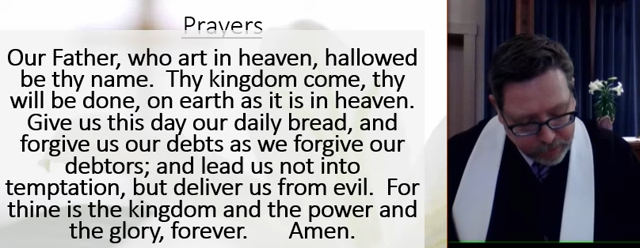 Prayers
Our Father, who art in heaven, hallowed
be thy name.  Thy kingdom come, thy
will be done, on earth as it is in heaven.
Give us this day our daily bread, and
forgive us our debts as we forgive our
debtors; and lead us not into
temptation, but deliver us from evil.  For
thine is the kingdom and the power and
the glory, forever.      Amen.